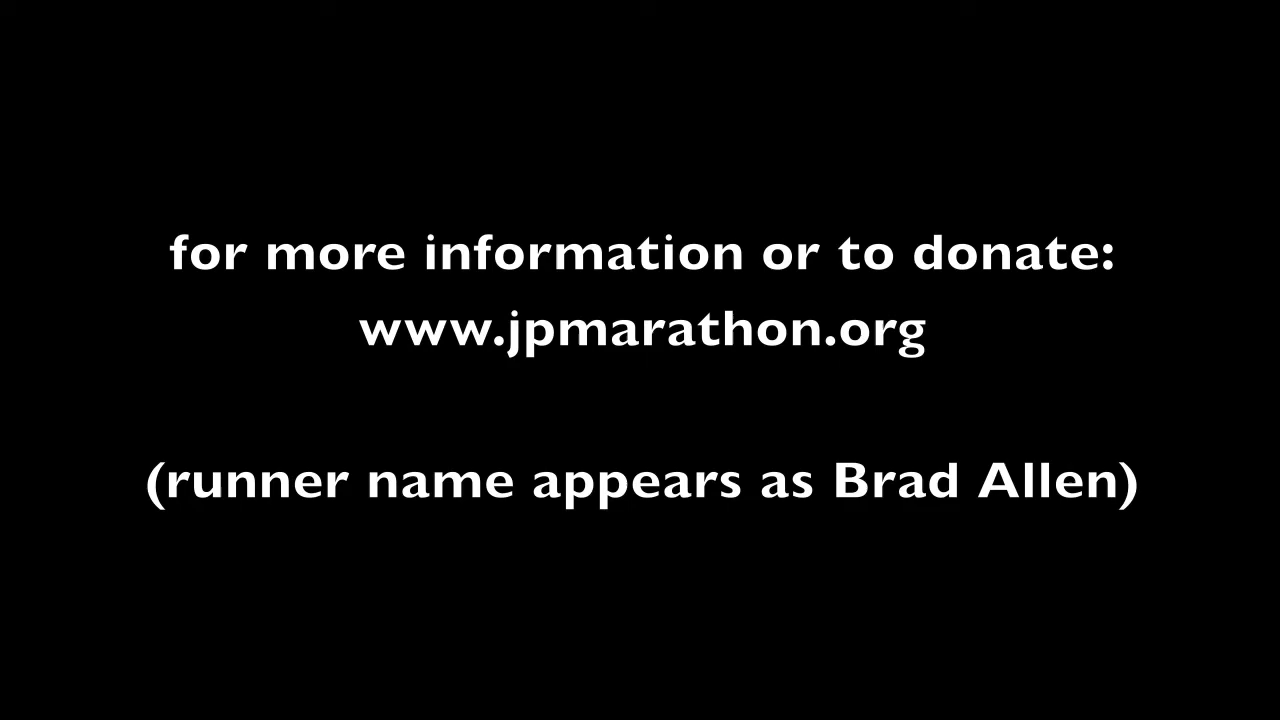 for more information or to donate:
www.jpmarathon.org
(runner name appears as Brad Allen)